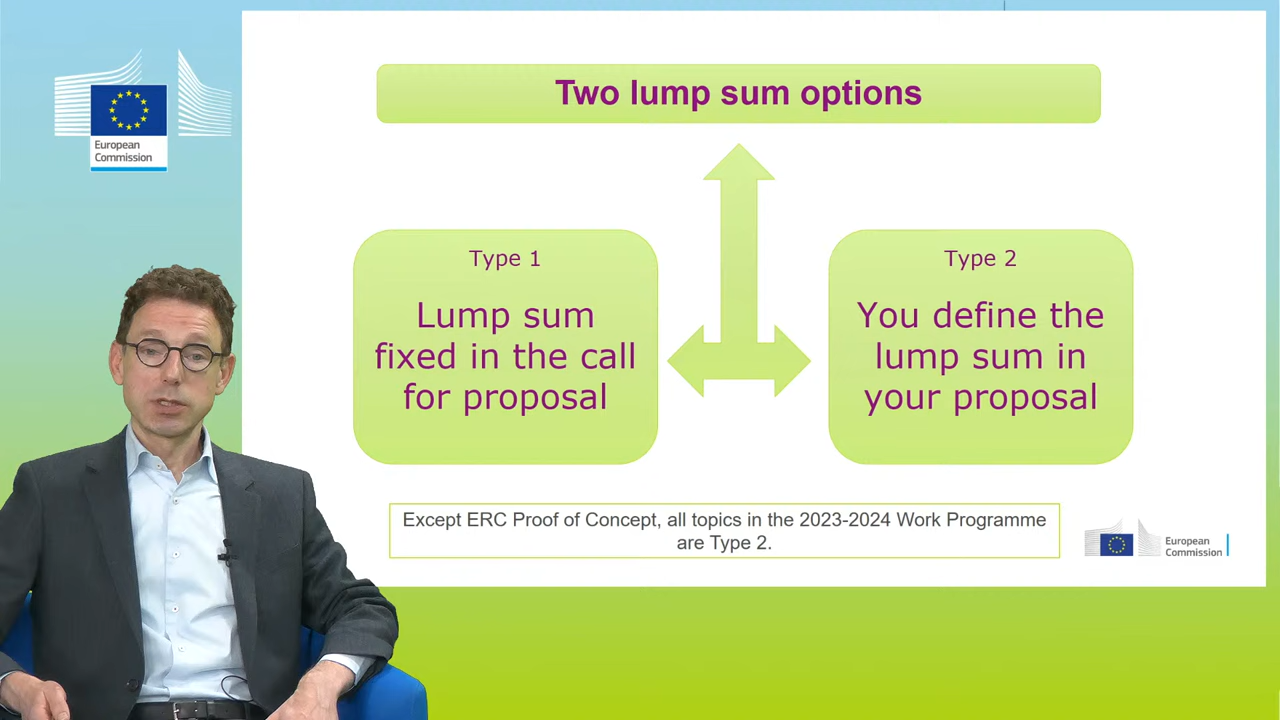 European
Commission
Two lump sum options
Type 1
Lump sum
fixed in the call
for proposal
Type 2
You define the
lump sum in
your proposal
Except ERC Proof of Concept, all topics in the 2023-2024 Work Programme
are Type 2.
European
Commission